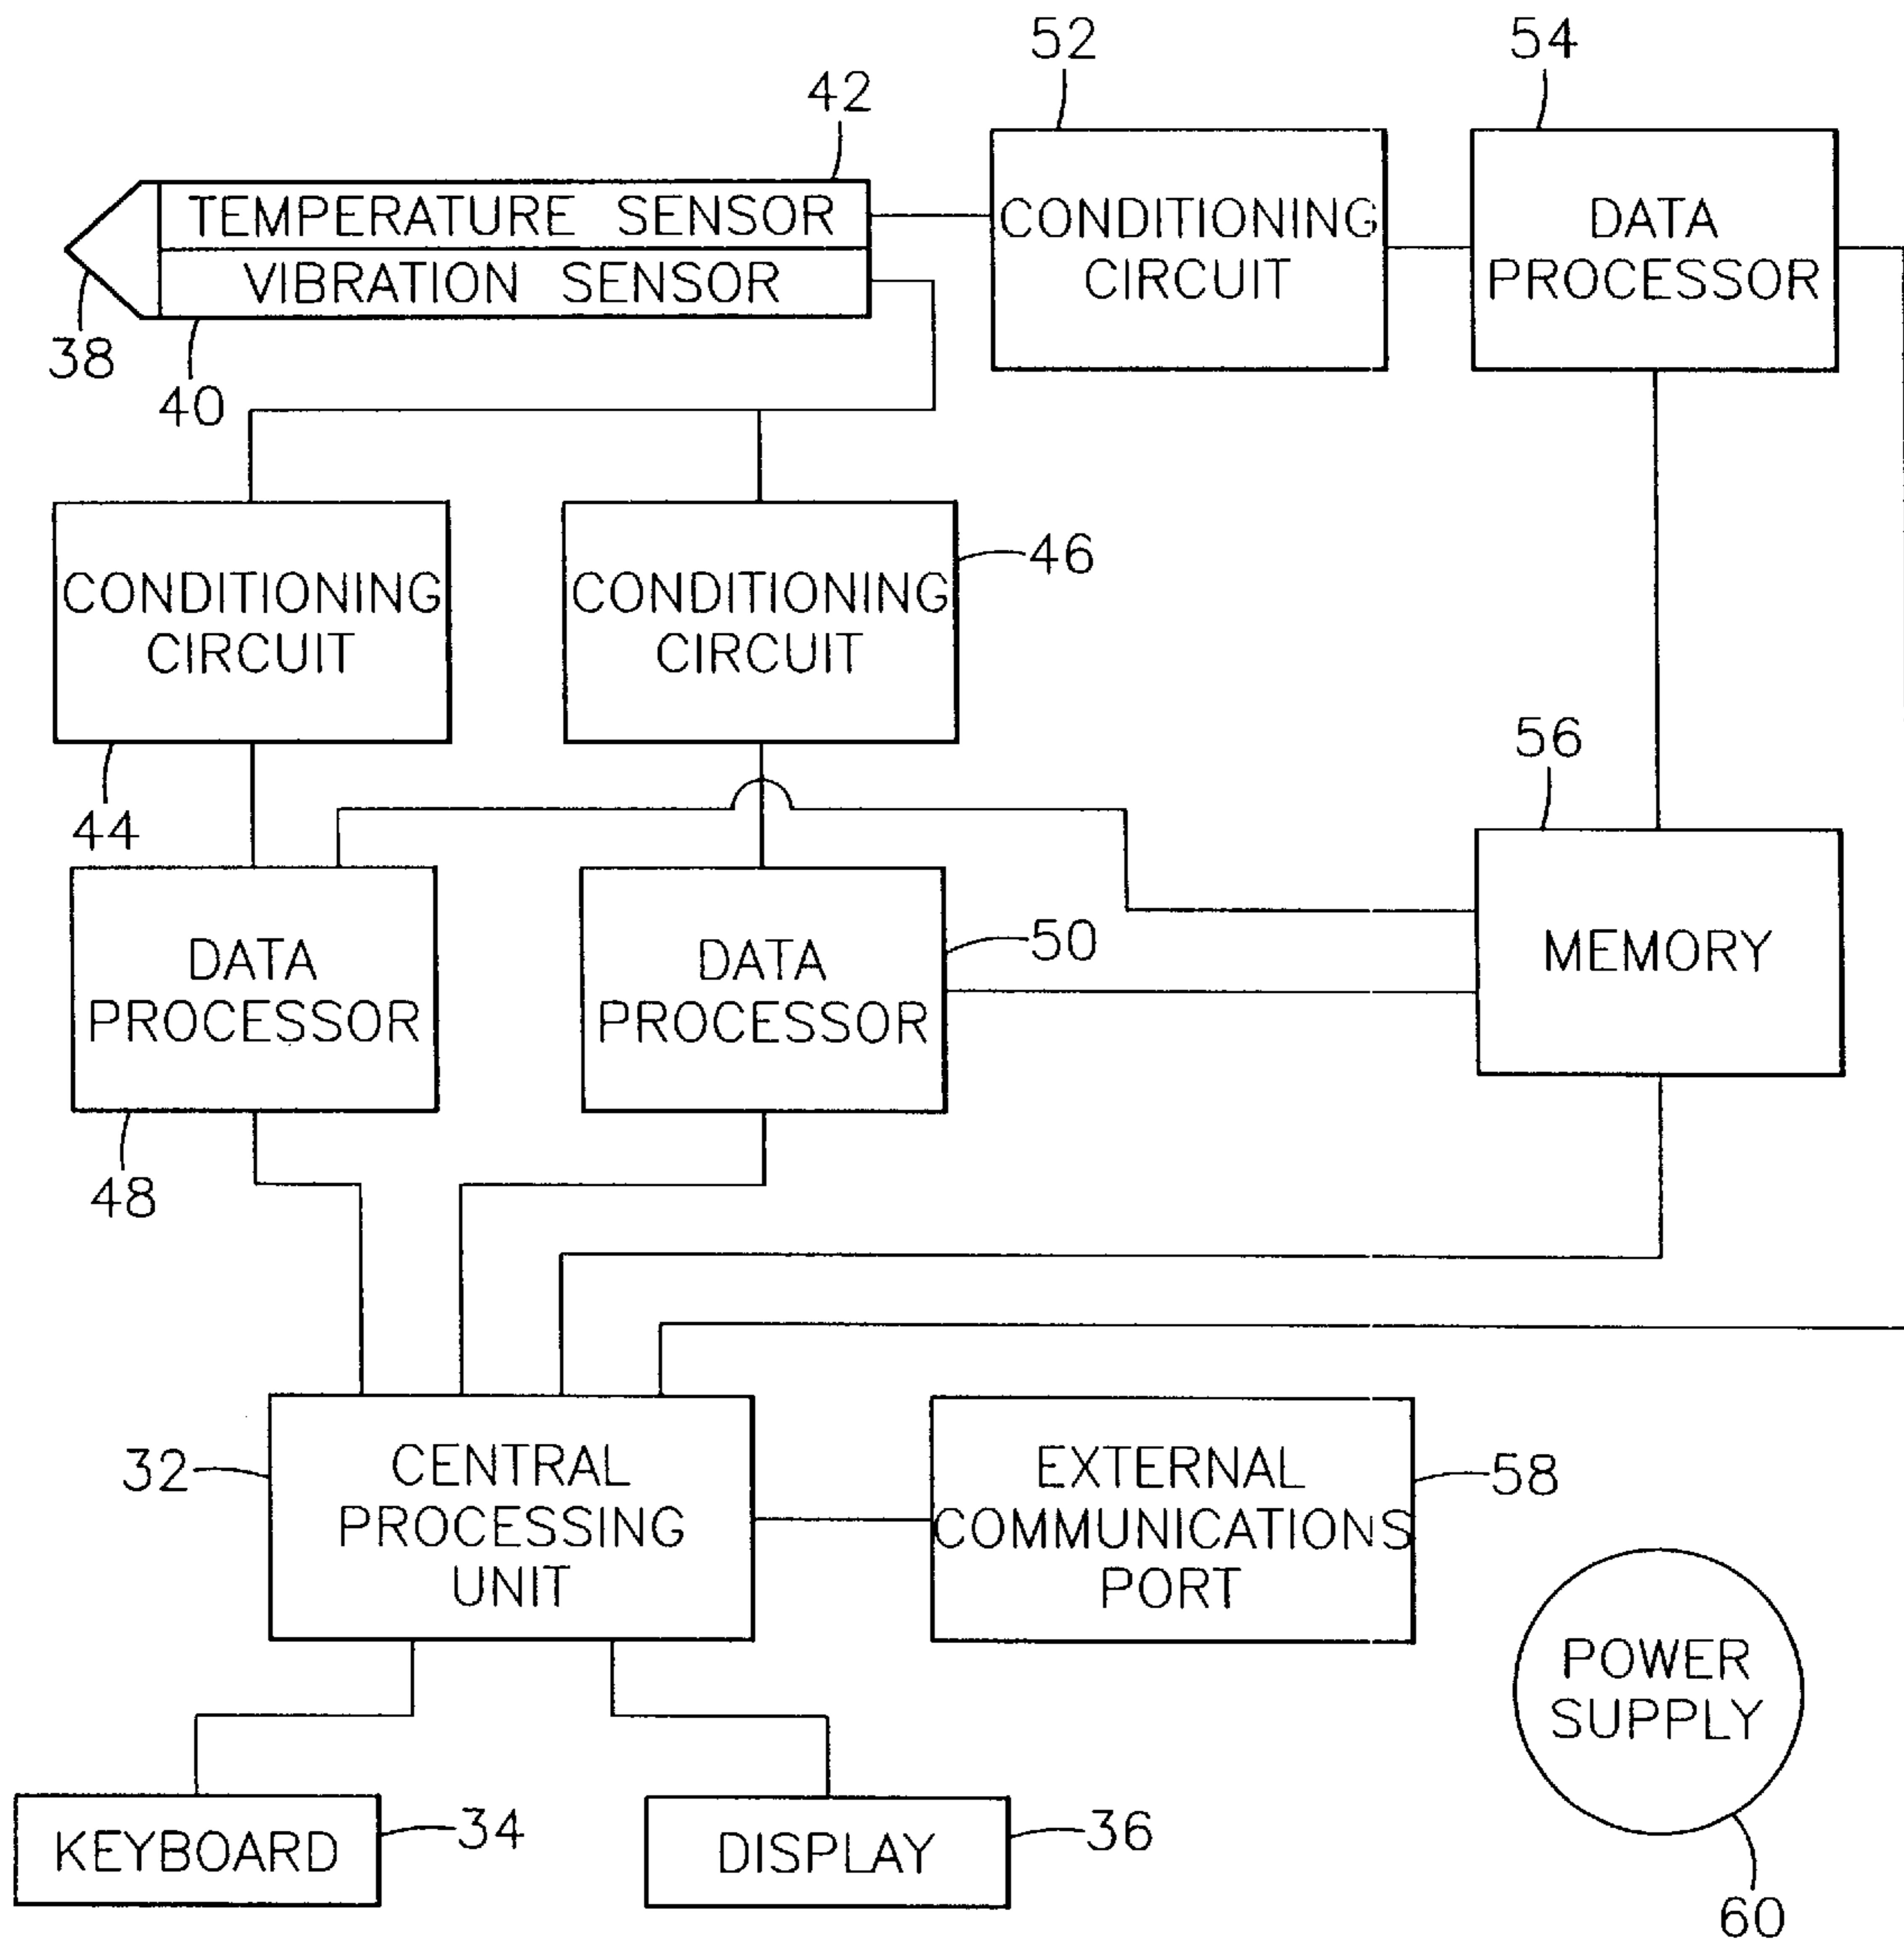 52
54
42
TEMPERATURE SENSOR
VIBRATION SENSOR
CONDITIONING
CIRCUIT
DATA
PROCESSOR
38
40
CONDITIONING
CIRCUIT
CONDITIONING
CIRCUIT
46
44
56
DATA
PROCESSOR
DATA
PROCESSOR
50
MEMORY
48
32
CENTRAL
PROCESSING
UNIT
EXTERNAL
COMMUNICATIONS
PORT
58
POWER
SUPPLY
KEYBOARD
34
DISPLAY
36
60